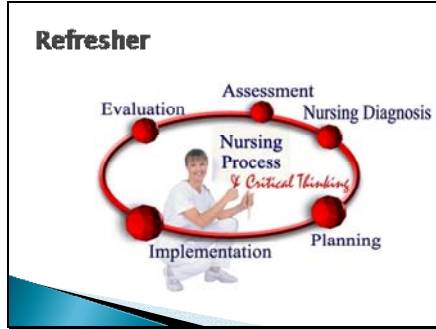 Refresher
Assessment
Evaluation
Nursing Diagnosis
Nursing
Process
& Critical Thinking
Planning
Implementation